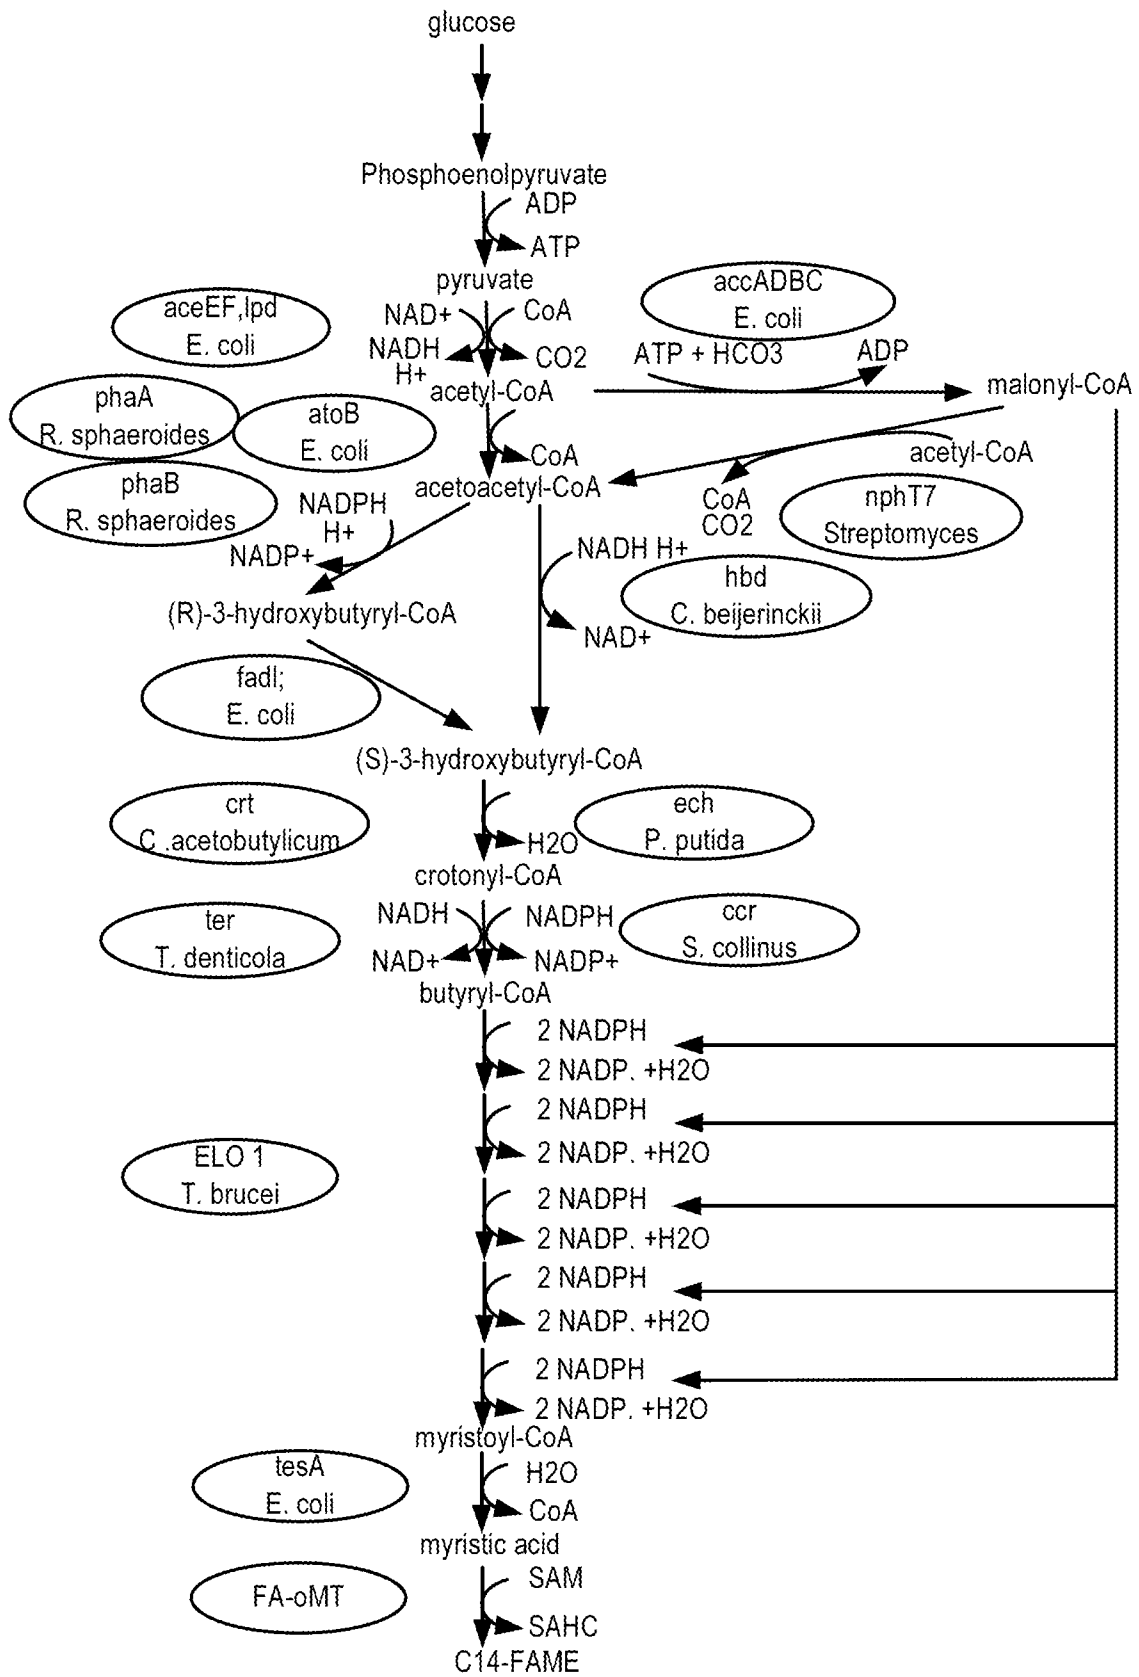 glucose
Phosphoenolpyruvate
ADP
ATP
pyruvate
aceEF,lpd
E. coli
NAD+
CoA
NADH
H+
CO2
accADBC
E. coli
ATP + HCO3
ADP
acetyl-CoA
malonyl-CoA
phaA
R. sphaeroides
atoB
E. coli
CoA
acetyl-CoA
acetoacetyl-CoA
phaB
R. sphaeroides
NADPH
H+
NADP+
CoA
CO2
nphT7
Streptomyces
NADH H+
NAD+
hbd
C. beijerinckii
(R)-3-hydroxybutyryl-CoA
fadI;
E. coli
(S)-3-hydroxybutyryl-CoA
crt
C .acetobutylicum
H2O
ech
P. putida
crotonyl-CoA
ter
T. denticola
NADH
NADPH
NAD+
NADP+
ccr
S. collinus
butyryl-CoA
2 NADPH
2 NADP. +H2O
2 NADPH
2 NADP. +H2O
ELO 1
T. brucei
2 NADPH
2 NADP. +H2O
2 NADPH
2 NADP. +H2O
2 NADPH
2 NADP. +H2O
myristoyl-CoA
tesA
E. coli
H2O
CoA
myristic acid
FA-oMT
SAM
SAHC
C14-FAME